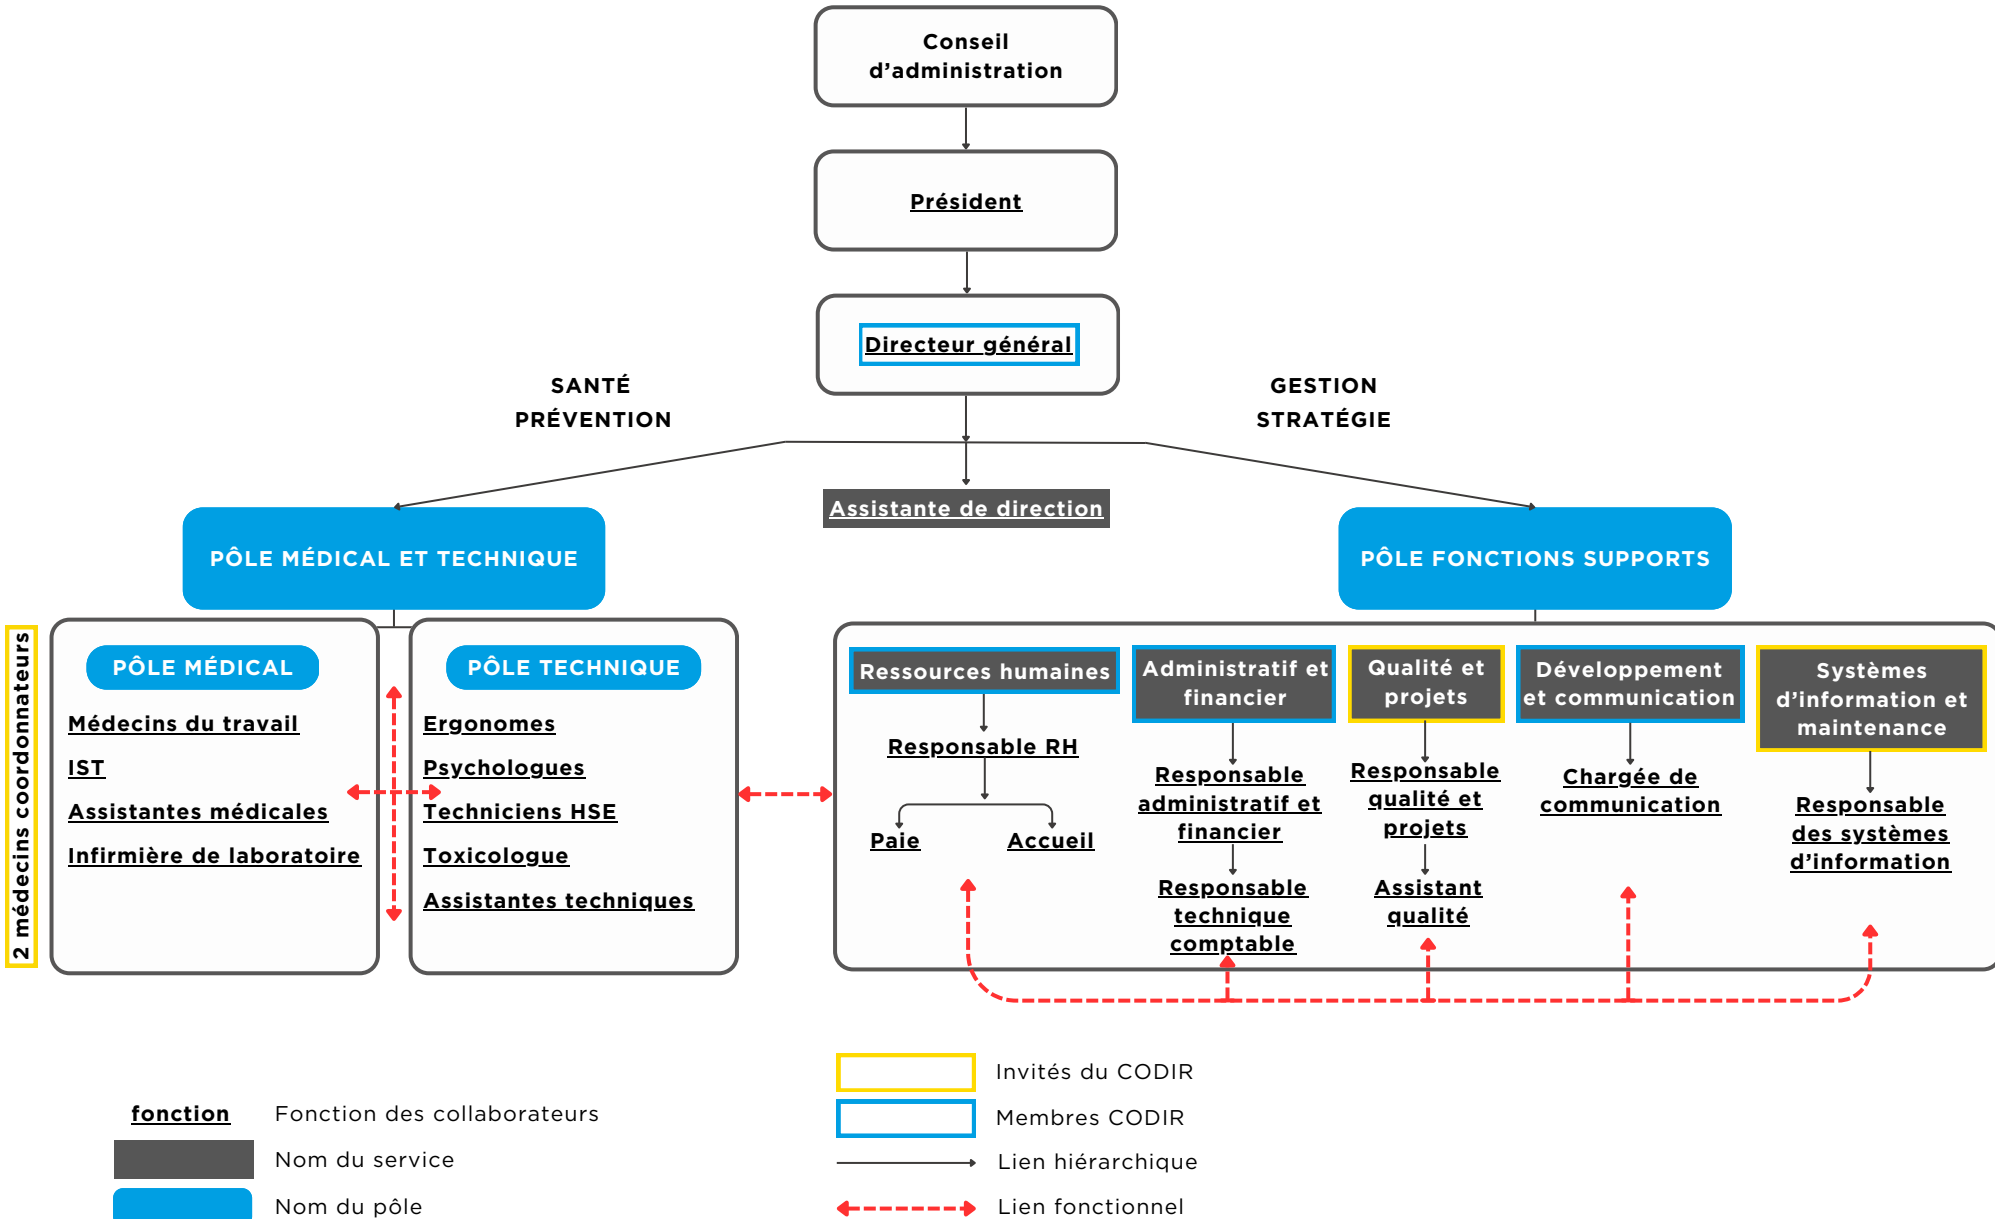 Conseil
d’administration
Président
Directeur général
SANTÉ
PRÉVENTION
GESTION
STRATÉGIE
Assistante de direction
PÔLE MÉDICAL ET TECHNIQUE
PÔLE FONCTIONS SUPPORTS
2 médecins coordonnateurs
PÔLE MÉDICAL
Médecins du travail
IST
Assistantes médicales
Infirmière de laboratoire
PÔLE TECHNIQUE
Ergonomes
Psychologues
Techniciens HSE
Toxicologue
Assistantes techniques
Ressources humaines
Responsable RH
Paie
Accueil
Administratif et
financier
Responsable
administratif et
financier
Responsable
technique
comptable
Qualité et
projets
Responsable
qualité et
projets
Assistant
qualité
Développement
et communication
Chargée de
communication
Systèmes
d’information et
maintenance
Responsable
des systèmes
d’information
fonction
Fonction des collaborateurs
Nom du service
Nom du pôle
Invités du CODIR
Membres CODIR
Lien hiérarchique
Lien fonctionnel